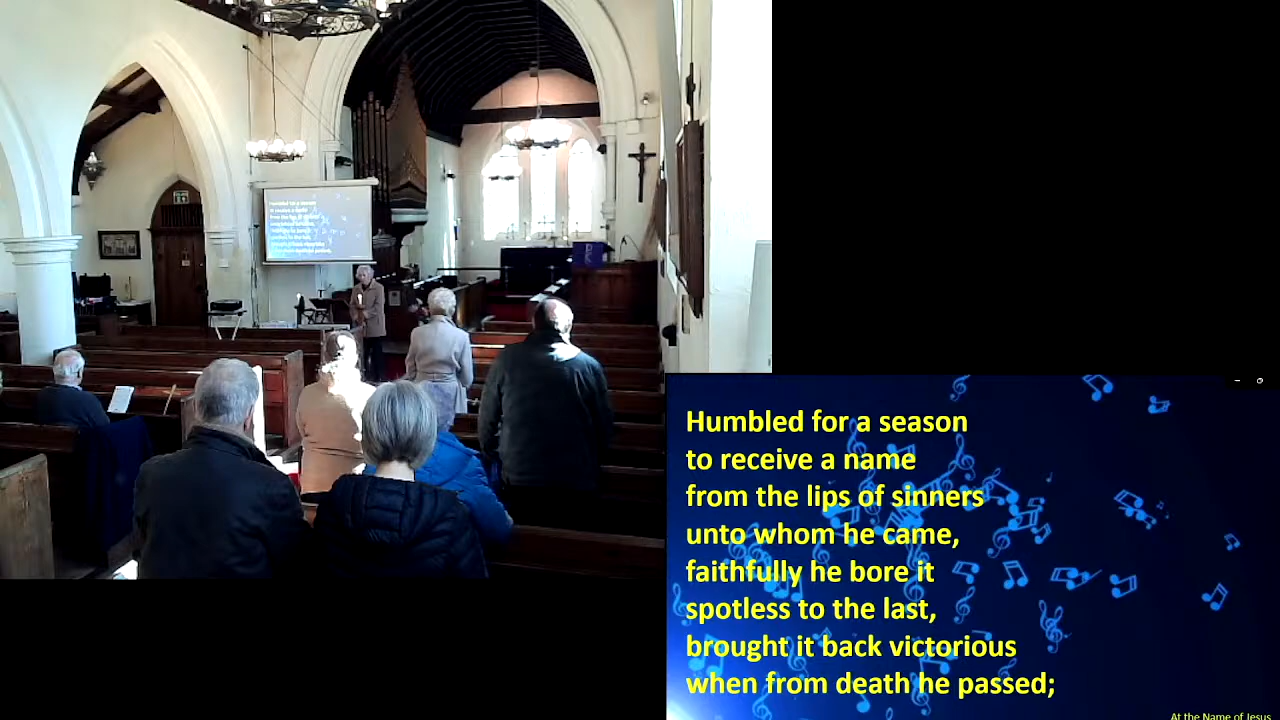 Humbled for a season
to receive a name
from the lips of sinners
unto whom he came,
faithfully he bore it
spotless to the last,
brought it back victorious
when from death he passed;
At the Name of Jesus